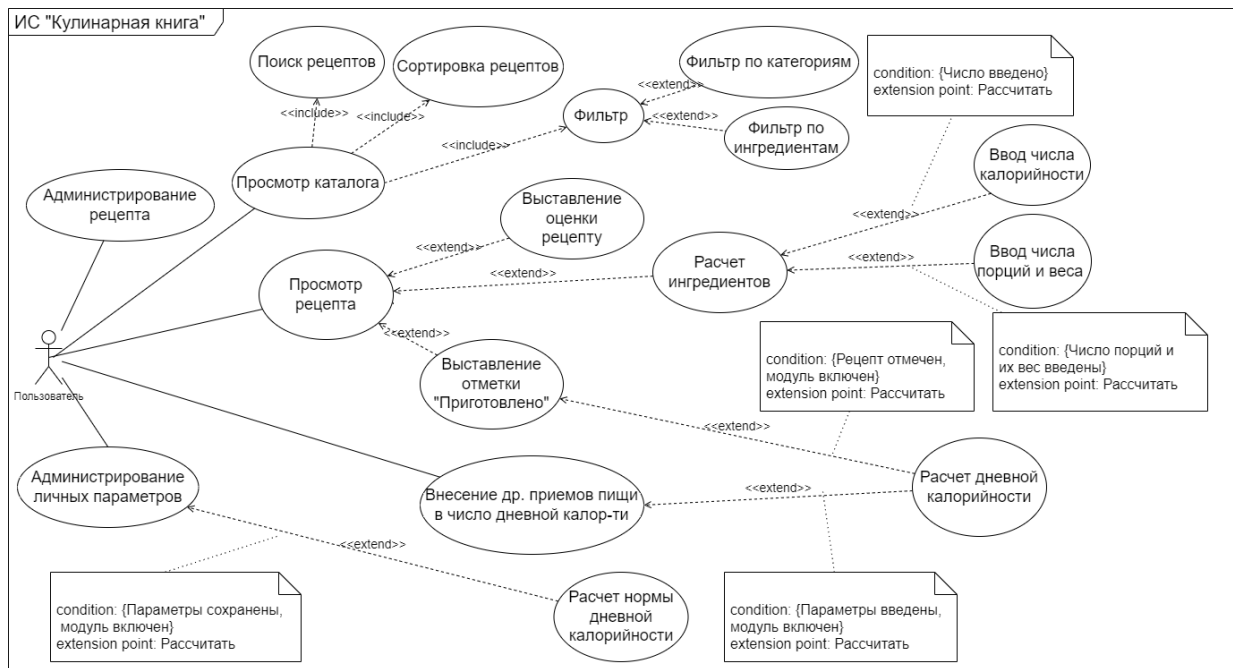 ИС "Кулинарная книга"
Поиск рецептов
Сортировка рецептов
Фильтр по категориям
<<extend>>
condition: {Число введено}
extension point: Рассчитать
<<include>>
<<include>>
Фильтр
<<extend>>
Фильтр по
ингредиентам
<<include>>
Просмотр каталога
Ввод числа
калорийности
Администрирование
рецепта
Выставление
оценки
рецепту
<<extend>>
<<extend>>
Ввод числа
порций и веса
<<extend>>
Расчет
ингредиентов
<<extend>>
Просмотр
рецепта
<<extend>>
Пользователь
Выставление
отметки
"Приготовлено"
condition: {Рецепт отмечен,
модуль включен}
extension point: Рассчитать
condition: {Число порций и
их вес введены}
extension point: Рассчитать
<<extend>>
Администрирование
личных параметров
Внесение др. приемов пищи
в число дневной калор-ти
<<extend>>
Расчет дневной
калорийности
<<extend>>
condition: {Параметры сохранены,
модуль включен}
extension point: Рассчитать
Расчет нормы
дневной
калорийности
condition: {Параметры введены,
модуль включен}
extension point: Рассчитать